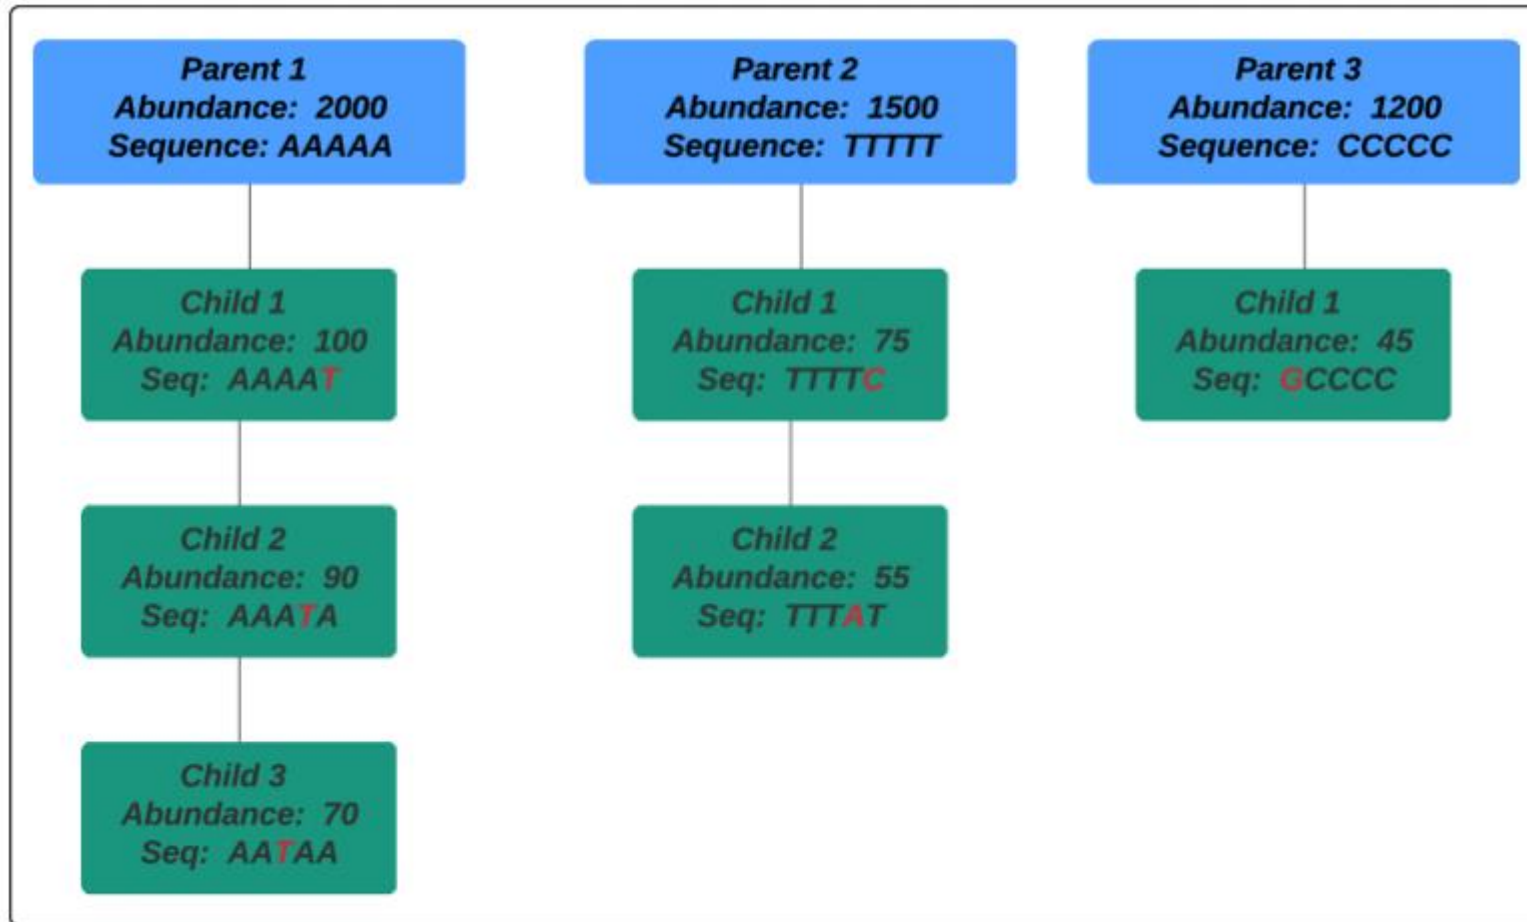 Parent 1
Abundance: 2000
Sequence: AAAAA
Parent 2
Abundance: 1500
Sequence: TTTTT
Parent 3
Abundance: 1200
Sequence: CCCCC
Child 1
Abundance: 100
Seq: AAAAT
Child 1
Abundance: 75
Seq: TTTTC
Child 1
Abundance: 45
Seq: GCCCC
Child 2
Abundance: 90
Seq: AAATA
Child 2
Abundance: 55
Seq: TTTAT
Child 3
Abundance: 70
Seq: AATAA